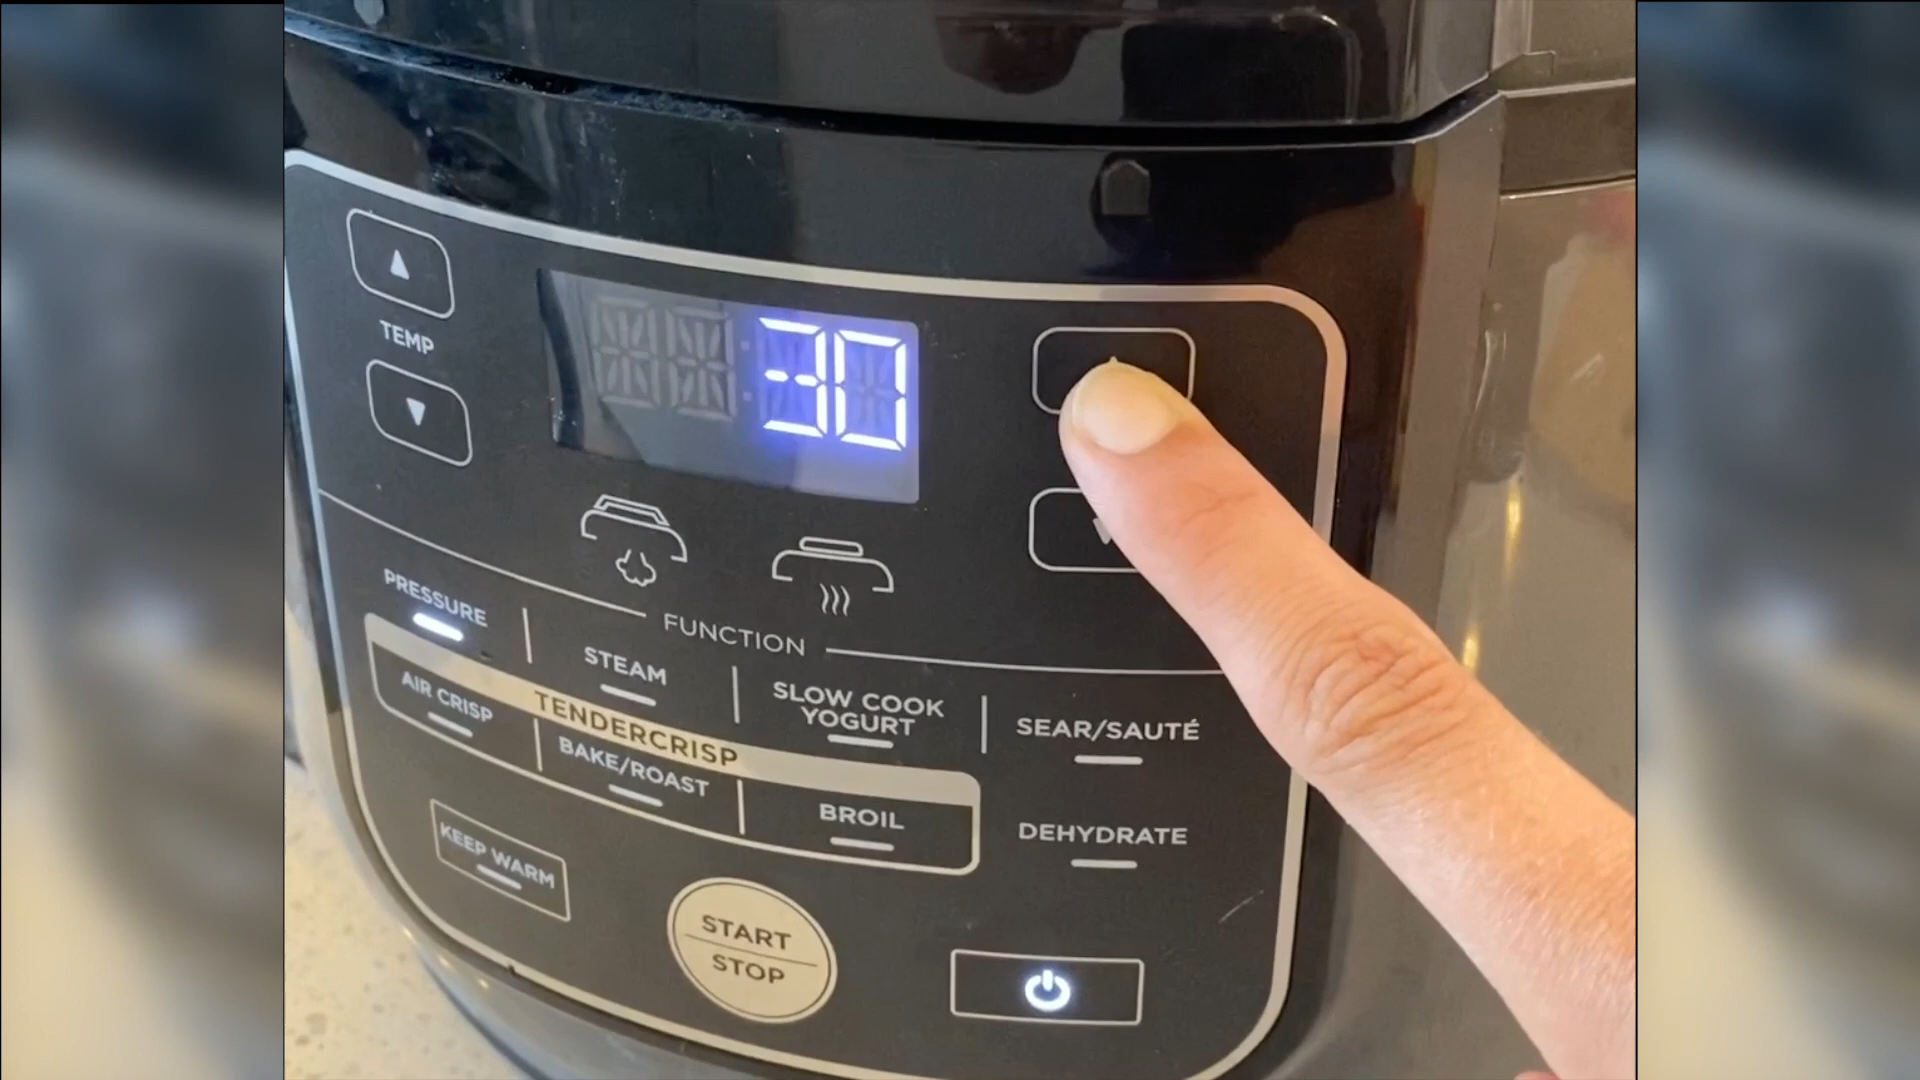 30
TEMP
FUNCTION
PRESSURE
STEAM
SLOW COOK
YOGURT
SEAR/SAUTÉ
TENDERCRISP
AIR CRISP
BAKE/ROAST
BROIL
DEHYDRATE
KEEP WARM
START
STOP